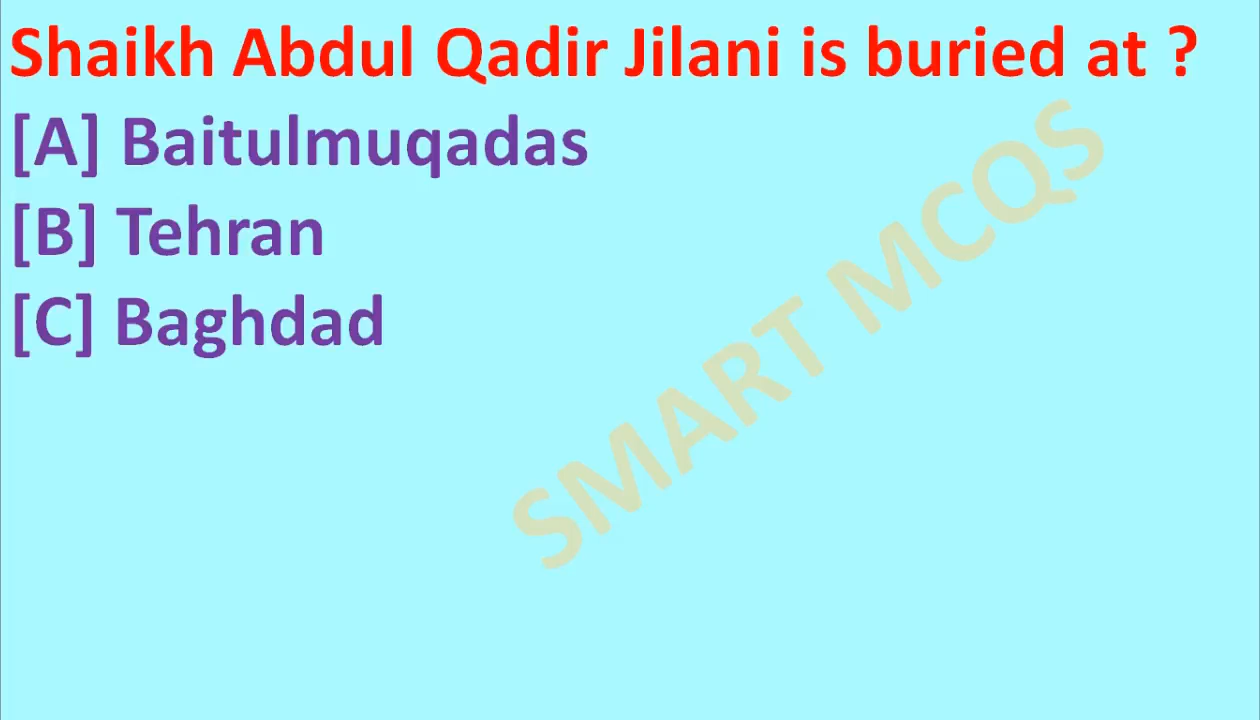 Shaikh Abdul Qadir Jilani is buried at ?
[A] Baitulmuqadas
[B] Tehran
[C] Baghdad
SMART MCQS